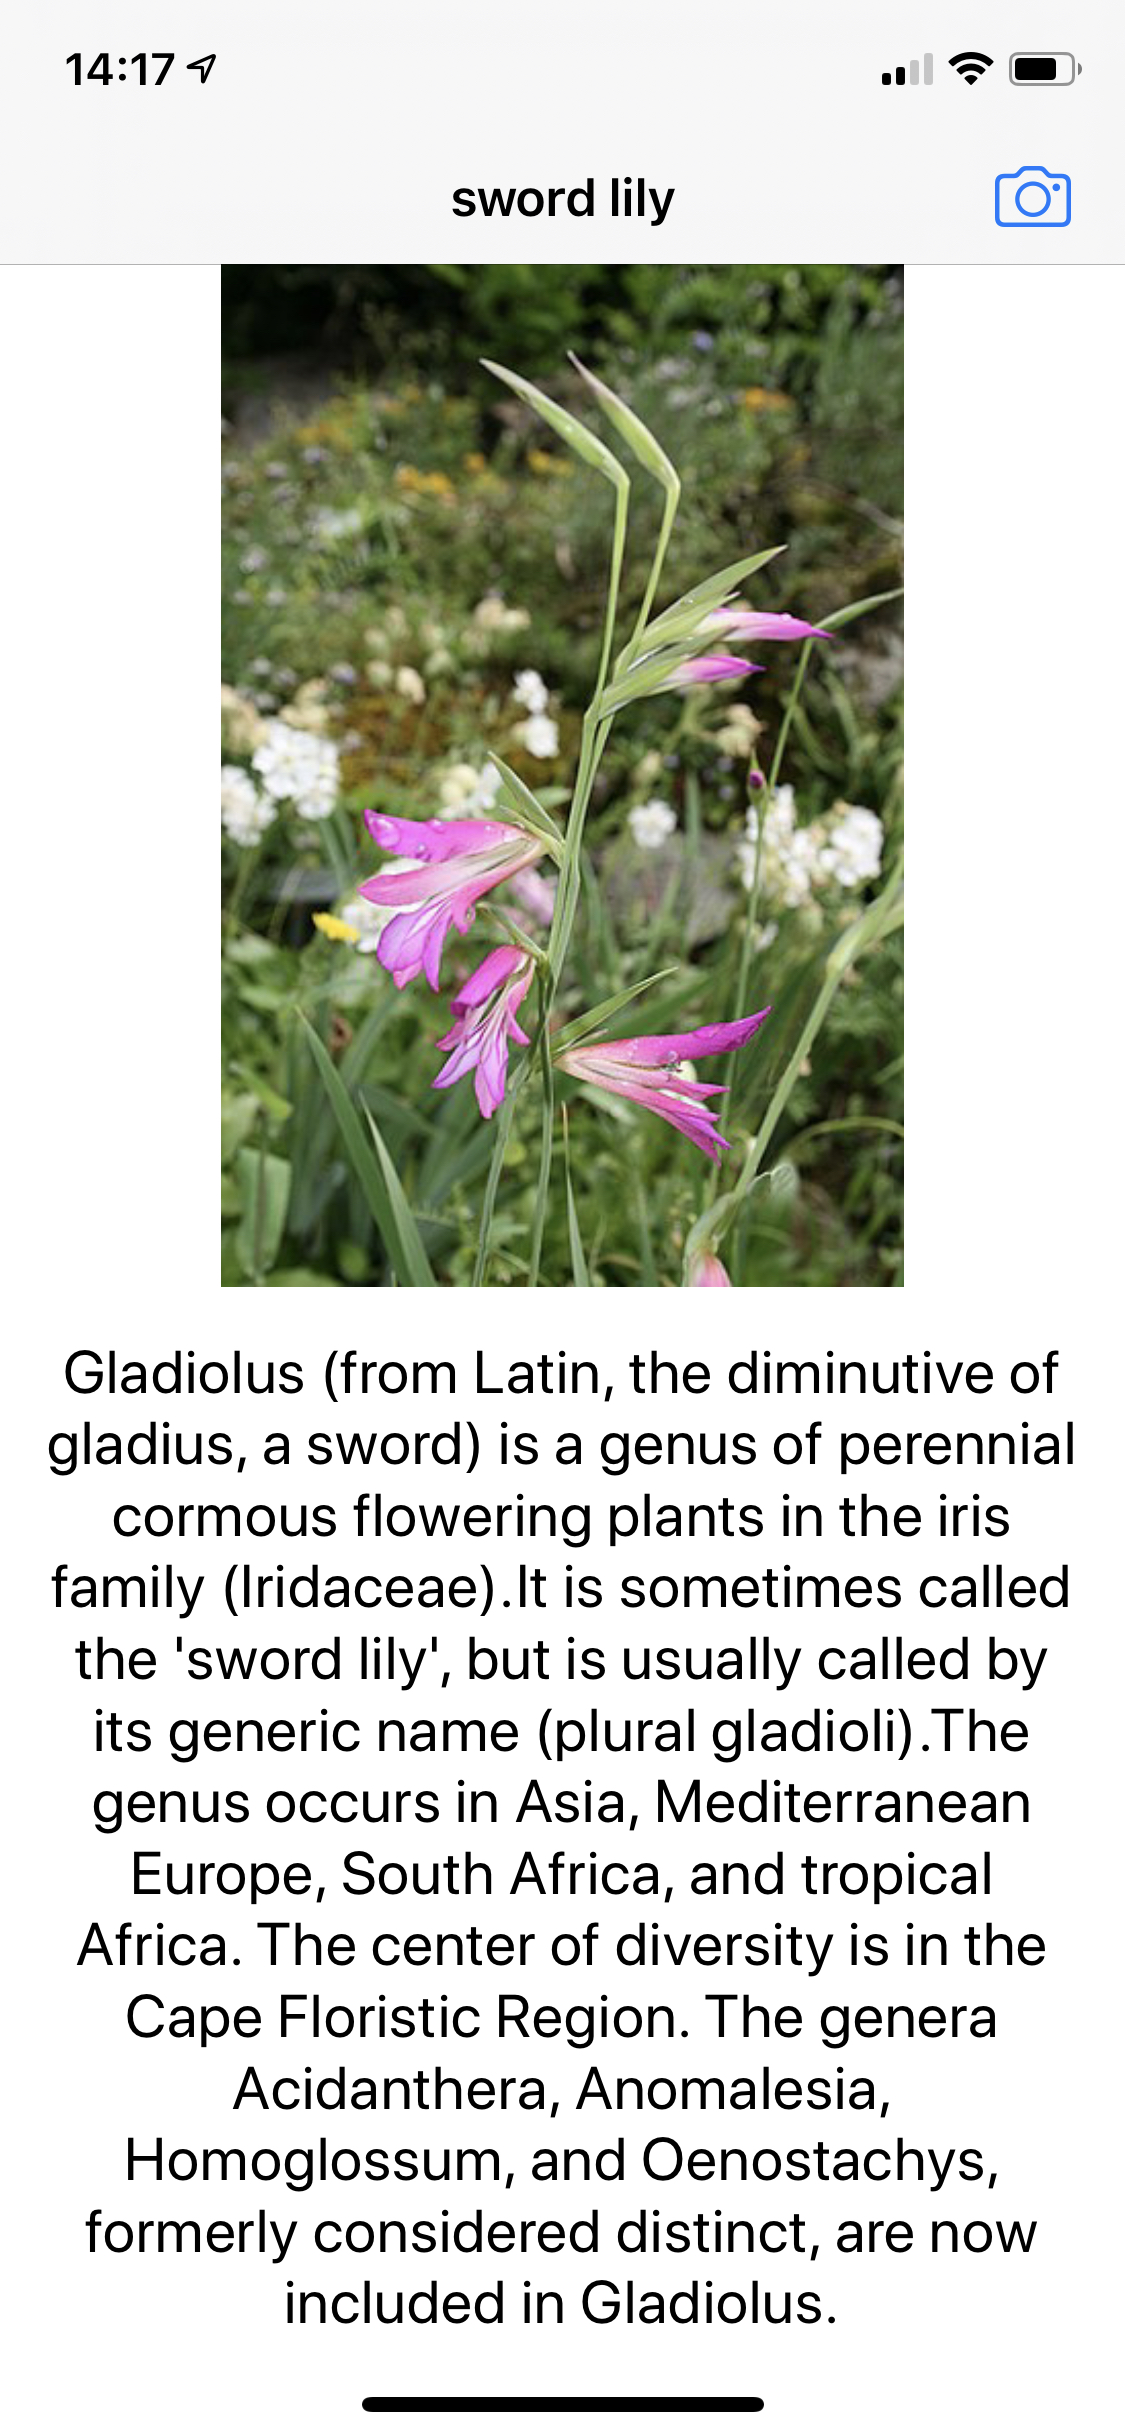 14:17
sword lily
Gladiolus (from Latin, the diminutive of
gladius, a sword) is a genus of perennial
cormous flowering plants in the iris
family (Iridaceae).It is sometimes called
the 'sword lily', but is usually called by
its generic name (plural gladioli).The
genus occurs in Asia, Mediterranean
Europe, South Africa, and tropical
Africa. The center of diversity is in the
Cape Floristic Region. The genera
Acidanthera, Anomalesia,
Homoglossum, and Oenostachys,
formerly considered distinct, are now
included in Gladiolus.